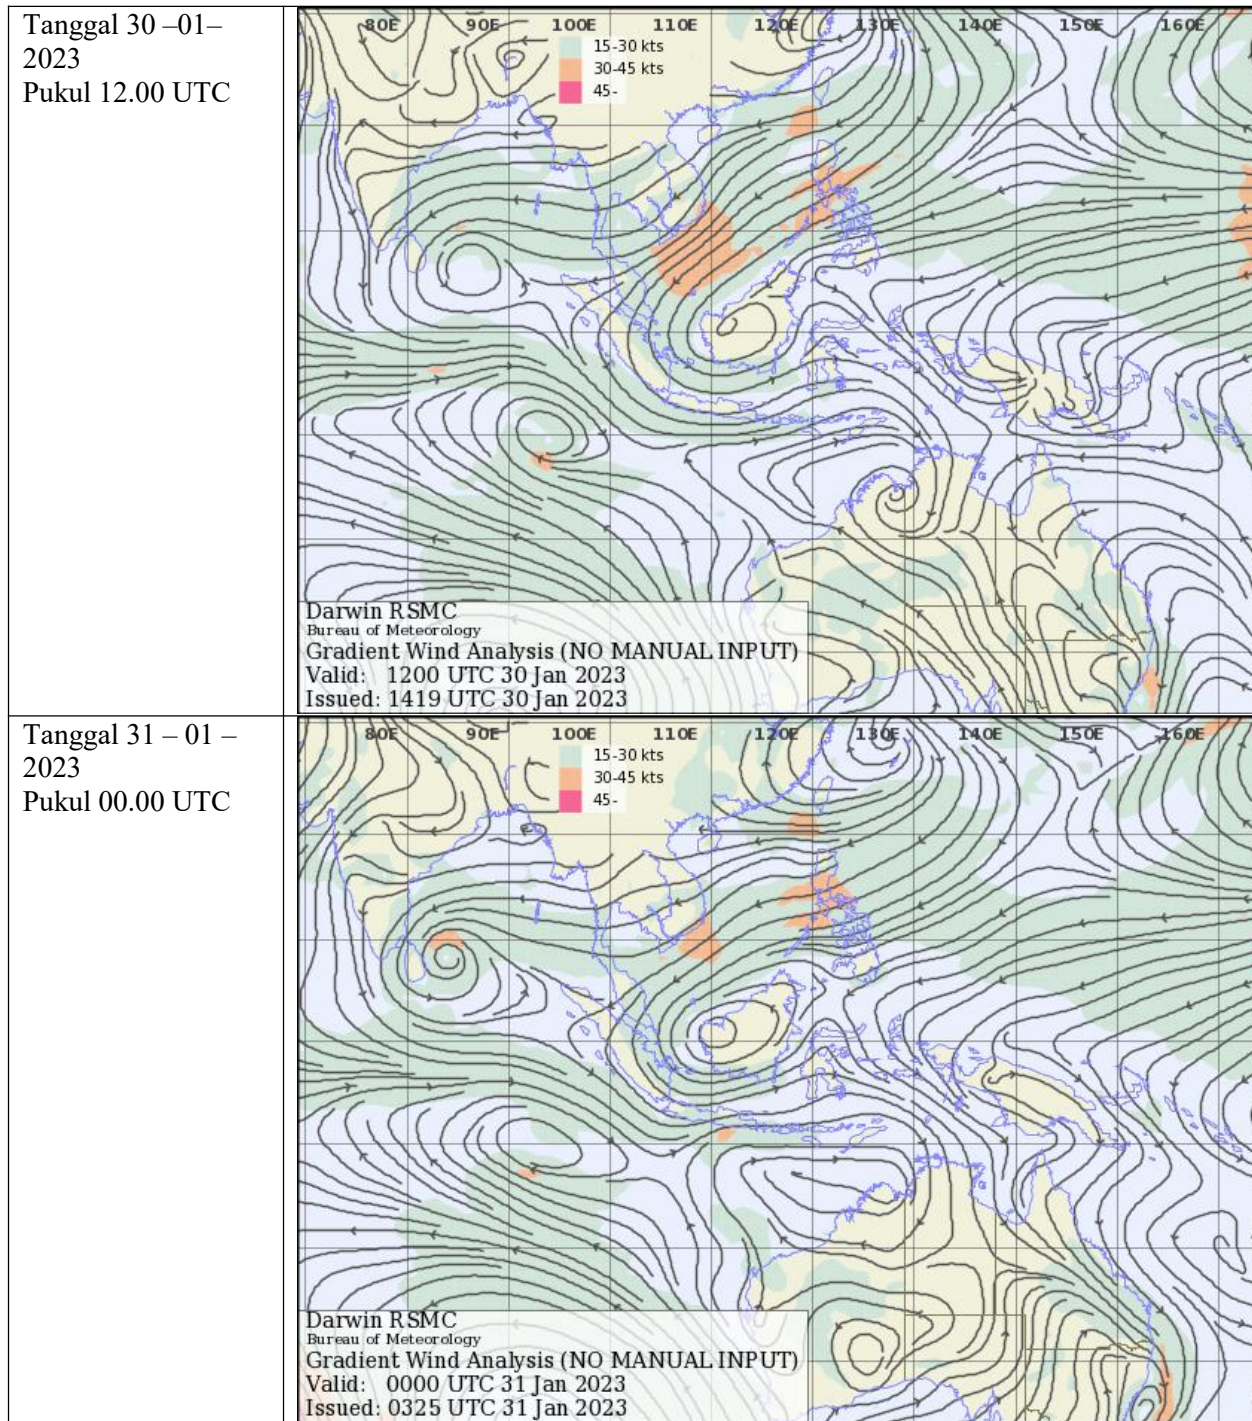 Tanggal 30 –01–
2023
Pukul 12.00 UTC
80E 90E 100E 110E 120E 130E 140E 150E 160E
15-30 kts
30-45 kts
45-
Darwin RSMC
Bureau of Meteorology
Gradient Wind Analysis (NO MANUAL INPUT)
Valid: 1200 UTC 30 Jan 2023
Issued: 1419 UTC 30 Jan 2023
Tanggal 31 – 01 –
2023
Pukul 00.00 UTC
80E 90E 100E 110E 120E 130E 140E 150E 160E
15-30 kts
30-45 kts
45-
Darwin RSMC
Bureau of Meteorology
Gradient Wind Analysis (NO MANUAL INPUT)
Valid: 0000 UTC 31 Jan 2023
Issued: 0325 UTC 31 Jan 2023